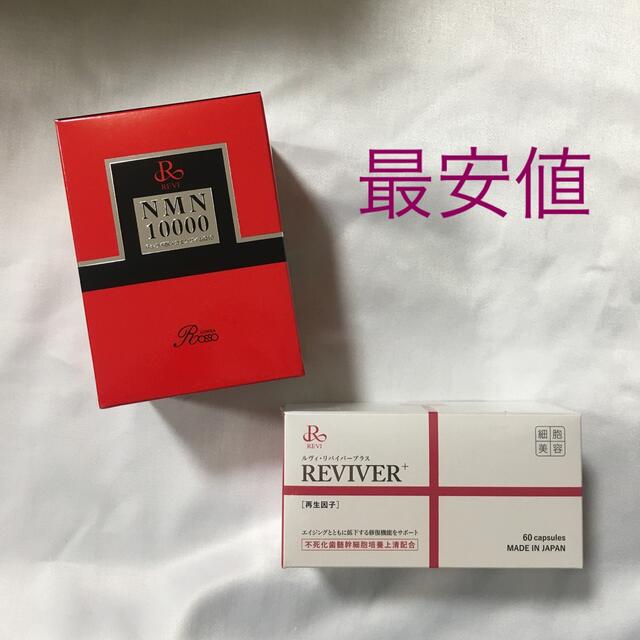 最安値
R
REVI
NMN
10000
Rosso
R
REVI
ルヴィ・リバイバープラス
REVIVER+
[再生因子]
エイジングとともに低下する修復機能をサポート
不死化歯髄幹細胞培養上清配合
細胞
美容
60 capsules
MADE IN JAPAN